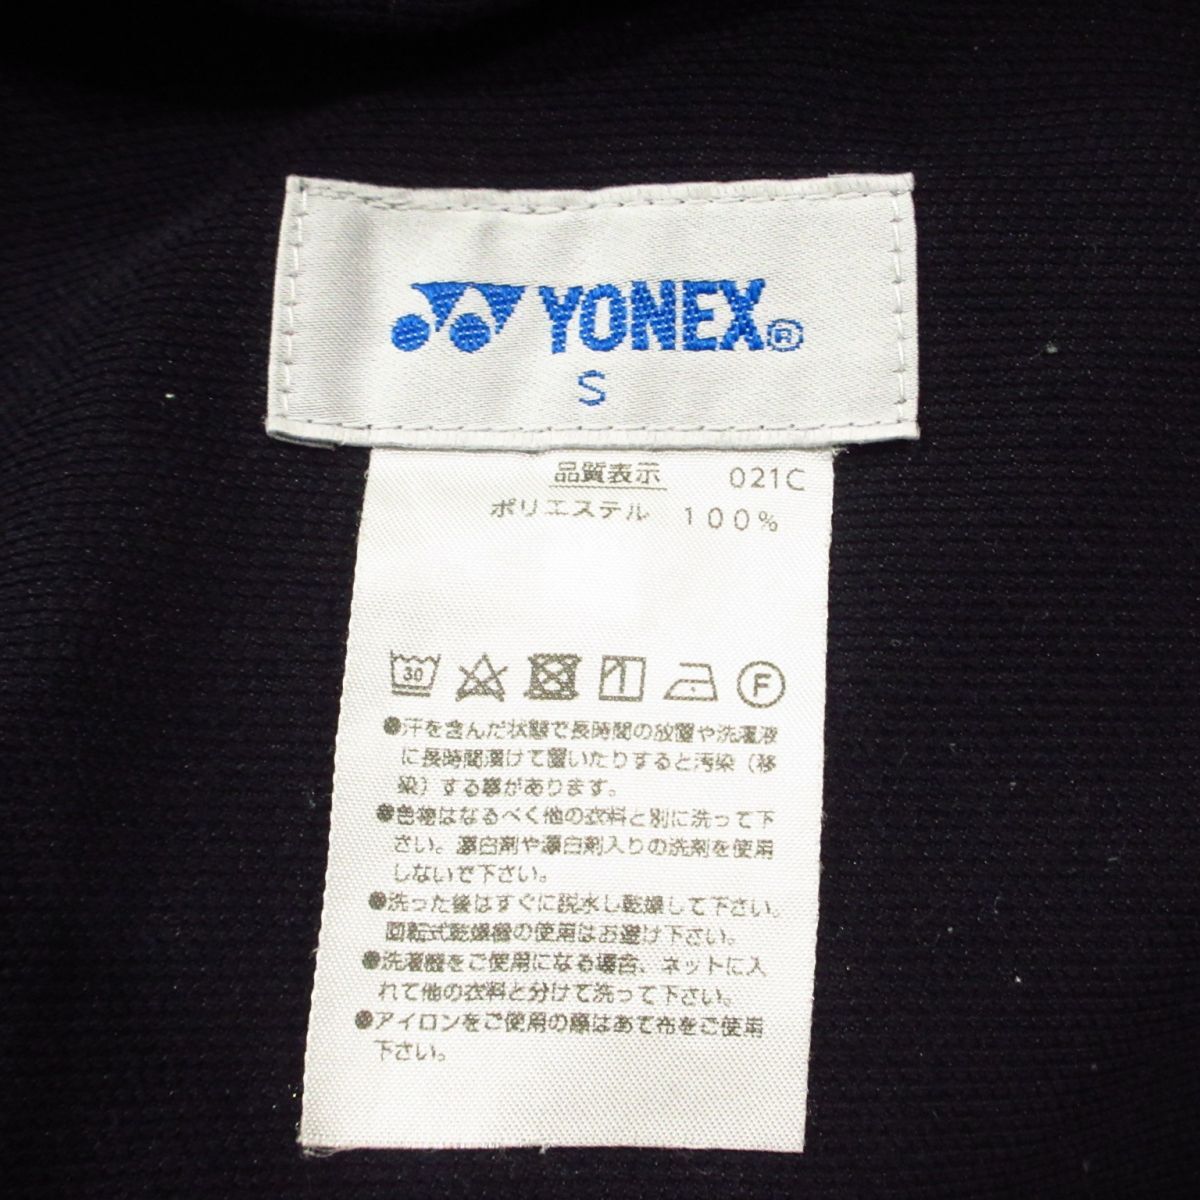 YONEX®
S
品質表示 021C
ポリエステル 100%
30 F
●汗を含んだ状態で長時間の放置や洗濯液
に長時間漬けて置いたりすると汚染(移
染)する事があります。
●色物はなるべく他の衣料と別に洗って下
さい。漂白剤や漂白剤入りの洗剤を使用
しないで下さい。
●洗った後はすぐに脱水し乾燥して下さい。
回転式乾燥機の使用はお避け下さい。
●洗濯機をご使用になる場合、ネットに入
れて他の衣料と分けて洗って下さい。
●アイロンをご使用の際はあて布をご使用
下さい。